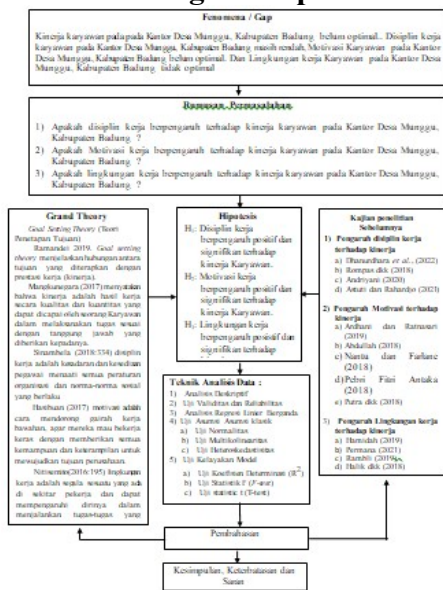 Fenomena / Gap
Kinerja karyawan pada pada Kantor Desa Munggu, Kabupaten Badung belum optimal.. Disiplin kerja
karyawan pada Kantor Desa Munggu, Kabupaten Badung masih rendah, Motivasi Karyawan pada Kantor
Desa Munggu, Kabupaten Badung belum optimal. Dan Lingkungan kerja karyawan pada Kantor Desa
Munggu, Kabupaten Badung tidak optimal
Rumusan Permasalahan
1) Apakah disiplin kerja berpengaruh terhadap kinerja karyawan pada Kantor Desa Munggu,
Kabupaten Badung ?
2) Apakah Motivasi kerja berpengaruh terhadap kinerja karyawan pada Kantor Desa Munggu,
Kabupaten Badung ?
3) Apakah lingkungan kerja berpengaruh terhadap kinerja karyawan pada Kantor Desa Munggu,
Kabupaten Badung ?
Grand Theory
Goal Setting Theory (Teori
Penetapan Tujuan)
Ramandei 2019. Goal setting
theory menjelaskan hubungan antara
tujuan yang diterapkan dengan
prestasi kerja (kinerja).
Mangkunegara (2017) menyatakan
bahwa kinerja adalah hasil kerja
secara kualitas dan kuantitas yang
dapat dicapai oleh seorang Karyawan
dalam melaksanakan tugas sesuai
dengan tanggung jawab yang
diberikan kepadanya.
Sinambela (2018:334) disiplin
kerja adalah kesadaran dan kesediaan
pegawai menaati semua peraturan
organisasi dan norma-norma sosial
yang berlaku
Hasibuan (2017) motivasi adalah
cara mendorong gairah kerja
bawahan, agar mereka mau bekerja
keras dengan memberikan semua
kemampuan dan keterampilan untuk
mewujudkan tujuan perusahaan.
Nitisemito(2016:195) lingkungan
kerja adalah segala sesuatu yang ada
di sekitar pekerja dan dapat
mempengaruhi dirinya dalam
menjalankan tugas-tugas yang
Hipotesis
H₁: Disiplin kerja
berpengaruh positif dan
signifikan terhadap
kinerja Karyawan.
H₂: Motivasi kerja
berpengaruh positif dan
signifikan terhadap
kinerja Karyawan.
H₃: Lingkungan kerja
berpengaruh posistif dan
signifikan terhadap
Teknik Analisis Data :
1) Analisis Deskriptif
2) Uji Validitas dan Reliabilitas
3) Analisis Regresi Linear Berganda
4) Uji Asumsi Asumsi klasik
a) Uji Normalitas
b) Uji Multikolinearitas
c) Uji Heteroskedastisitas
5) Uji Kelayakan Model
a) Uji Koefisien Determinan (R²)
b) Uji Statistik F (F-test)
c) Uji statistic t (T-test)
Kajian penelitian
Sebelumnya
1) Pengaruh disiplin kerja
terhadap kinerja
a) Dhanurdhara et al., (2022)
b) Rompas dkk (2018)
c) Andriyani (2020)
d) Astuti dan Rahardjo (2021)
2) Pengaruh Motivasi terhadap
kinerja
a) Ardhani dan Ratnasari
(2019)
b) Abdullah (2018)
c) Nantra dan Farlane
(2018)
d) Pebri Fitri Antaka
(2018)
e) Putra dkk (2018)
3) Pengaruh Lingkungan kerja
terhadap kinerja
a) Hamidah (2019)
b) Permana (2021)
c) Rambli (2019)
d) Halik dkk (2018)
Pembahasan
Kesimpulan, Keterbatasan dan
Saran